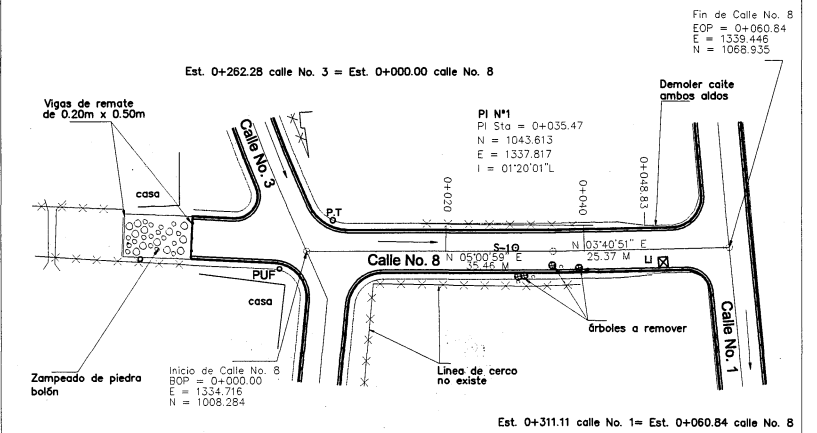 Fin de Calle No. 8
EOP = 0+060.84
E = 1339.446
N = 1068.935
Est. 0+262.28 calle No. 3 = Est. 0+000.00 calle No. 8
Demoler caite
ambos aldos
Vigas de remate
de 0.20m x 0.50m
PI N°1
PI Sta = 0+035.47
N = 1043.613
E = 1337.817
I = 01°20'01"L
Calle No. 3
casa
P.T
0+020
0+040
0+048.83
S-1
N 05°00'59" E
35.46 M
N 03°40'51" E
25.37 M
Calle No. 8
LI
PUF
casa
árboles a remover
Calle No. 1
Inicio de Calle No. 8
BOP = 0+000.00
E = 1334.716
N = 1008.284
Zampeado de piedra
bolón
Linea de cerco
no existe
Est. 0+311.11 calle No. 1= Est. 0+060.84 calle No. 8